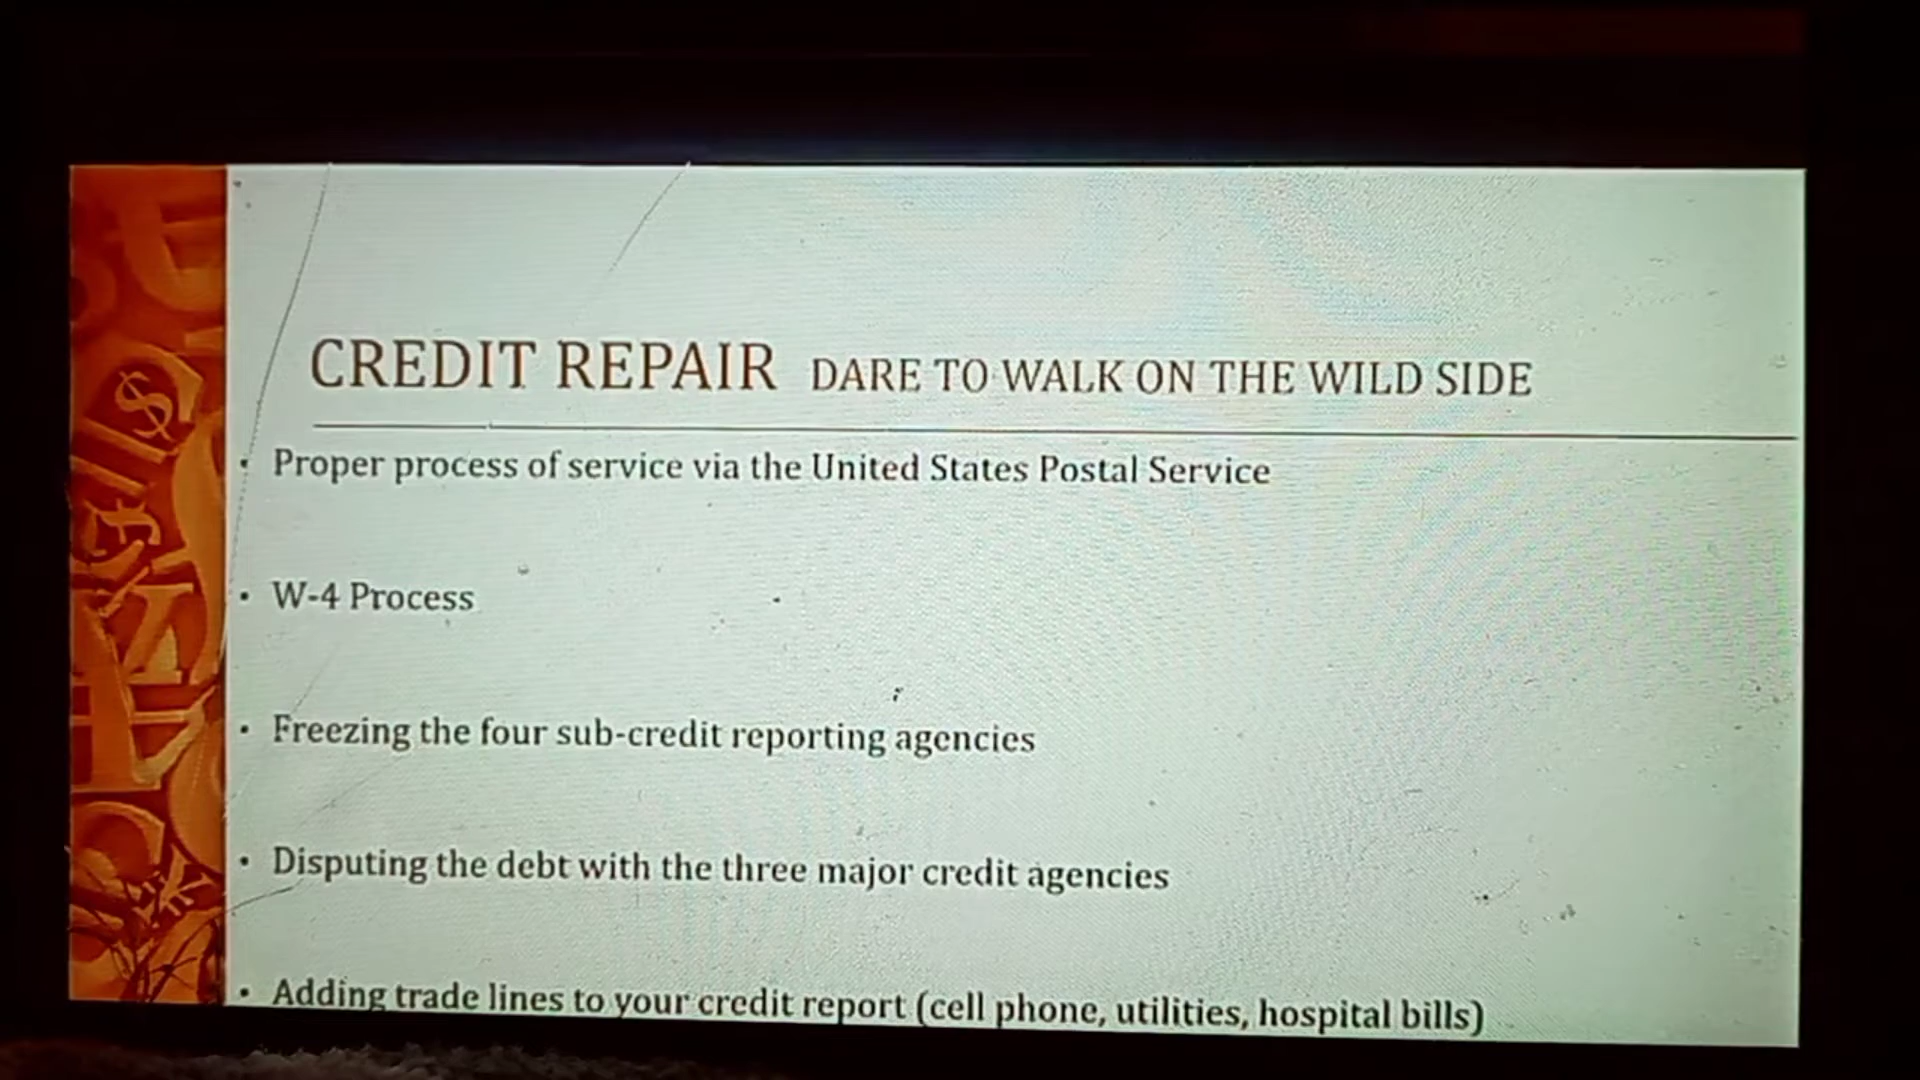 CREDIT REPAIR DARE TO WALK ON THE WILD SIDE
• Proper process of service via the United States Postal Service
• W-4 Process
• Freezing the four sub-credit reporting agencies
• Disputing the debt with the three major credit agencies
• Adding trade lines to your credit report (cell phone, utilities, hospital bills)